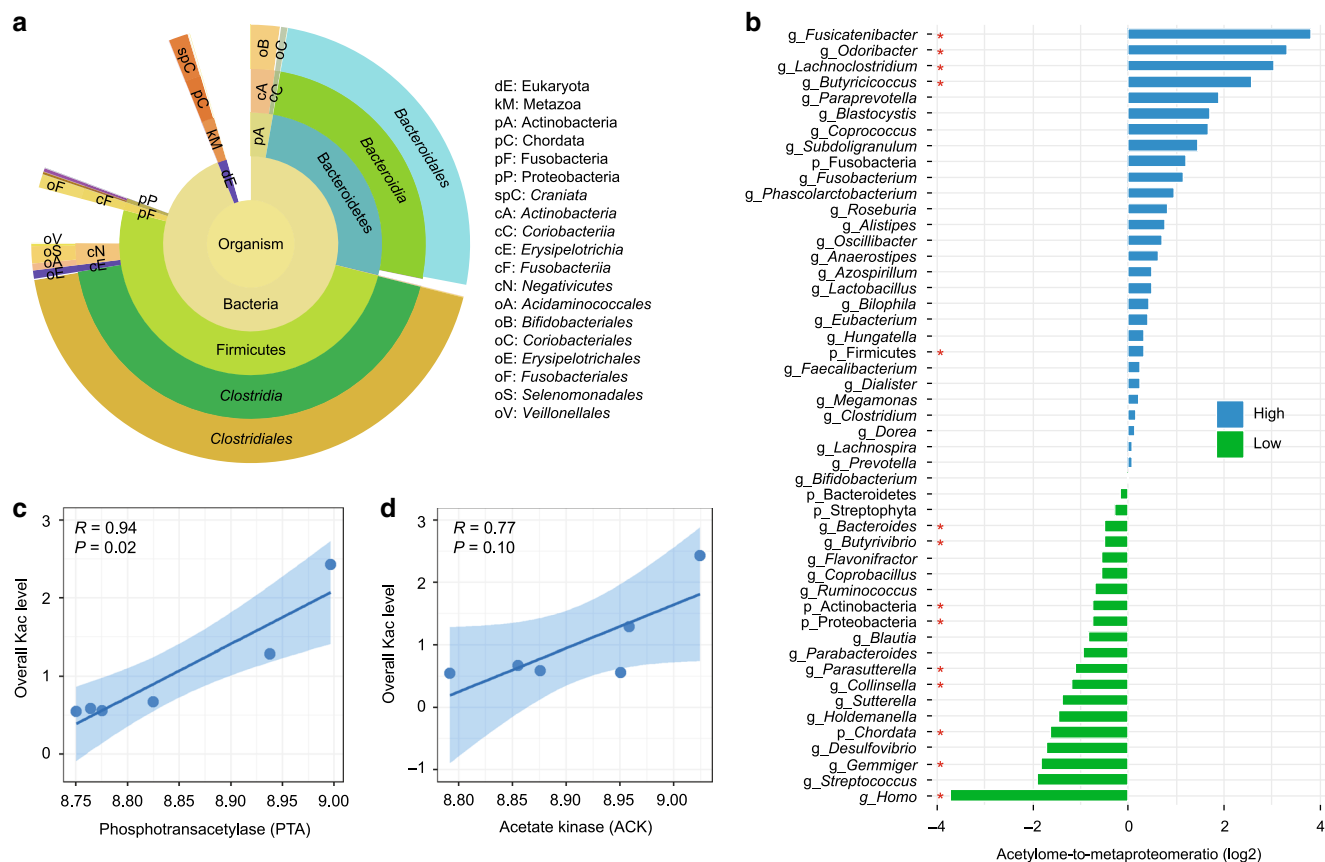 a
oB
oC
cA
cC
pA
Bacteroidales
Bacteroidia
Bacteroidetes
spC
pC
kM
dE
oF
cF
pP
pF
oV
oS
cN
oA
cE
oE
Organism
Bacteria
Firmicutes
Clostridia
Clostridiales
dE: Eukaryota
kM: Metazoa
pA: Actinobacteria
pC: Chordata
pF: Fusobacteria
pP: Proteobacteria
spC: Craniata
cA: Actinobacteria
cC: Coriobacteriia
cE: Erysipelotrichia
cF: Fusobacteriia
cN: Negativicutes
oA: Acidaminococcales
oB: Bifidobacteriales
oC: Coriobacteriales
oE: Erysipelotrichales
oF: Fusobacteriales
oS: Selenomonadales
oV: Veillonellales
b
g_Fusicatenibacter *
g_Odoribacter *
g_Lachnoclostridium *
g_Butyricicoccus *
g_Paraprevotella
g_Blastocystis
g_Coprococcus
g_Subdoligranulum
p_Fusobacteria
g_Fusobacterium
g_Phascolarctobacterium
g_Roseburia
g_Alistipes
g_Oscillibacter
g_Anaerostipes
g_Azospirillum
g_Lactobacillus
g_Bilophila
g_Eubacterium
g_Hungatella
p_Firmicutes *
g_Faecalibacterium
g_Dialister
g_Megamonas
g_Clostridium
g_Dorea
g_Lachnospira
g_Prevotella
g_Bifidobacterium
p_Bacteroidetes
p_Streptophyta
g_Bacteroides *
g_Butyrivibrio *
g_Flavonifractor
g_Coprobacillus
g_Ruminococcus
p_Actinobacteria *
p_Proteobacteria *
g_Blautia
g_Parabacteroides
g_Parasutterella *
g_Collinsella *
g_Sutterella
g_Holdemanella
p_Chordata *
g_Desulfovibrio
g_Gemmiger *
g_Streptococcus
g_Homo *
High
Low
−4 −2 0 2 4
Acetylome-to-metaproteomeratio (log2)
c
R = 0.94
P = 0.02
Overall Kac level
3
2
1
0
8.75 8.80 8.85 8.90 8.95 9.00
Phosphotransacetylase (PTA)
d
R = 0.77
P = 0.10
Overall Kac level
3
2
1
0
−1
8.80 8.85 8.90 8.95 9.00
Acetate kinase (ACK)